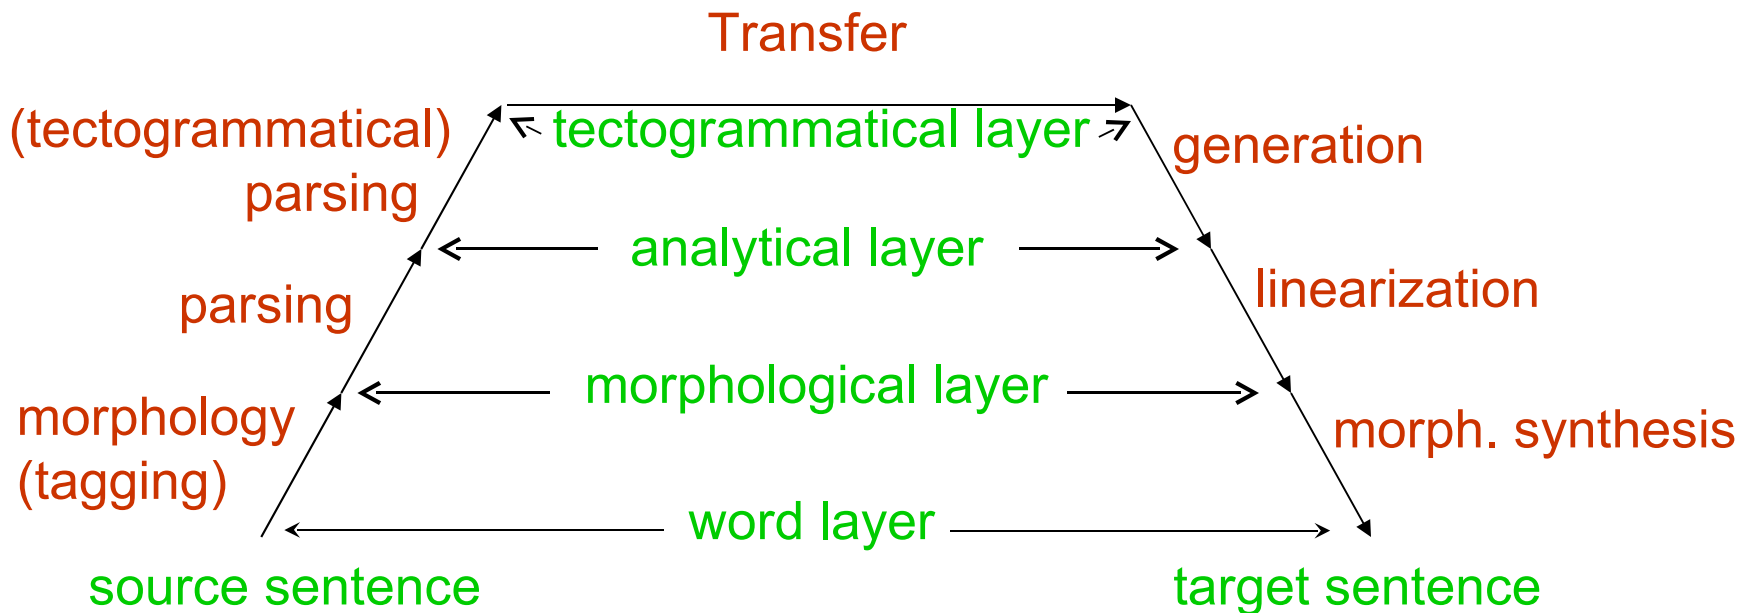 Transfer
(tectogrammatical)
parsing
tectogrammatical layer
generation
analytical layer
parsing
linearization
morphological layer
morphology
(tagging)
morph. synthesis
word layer
source sentence
target sentence